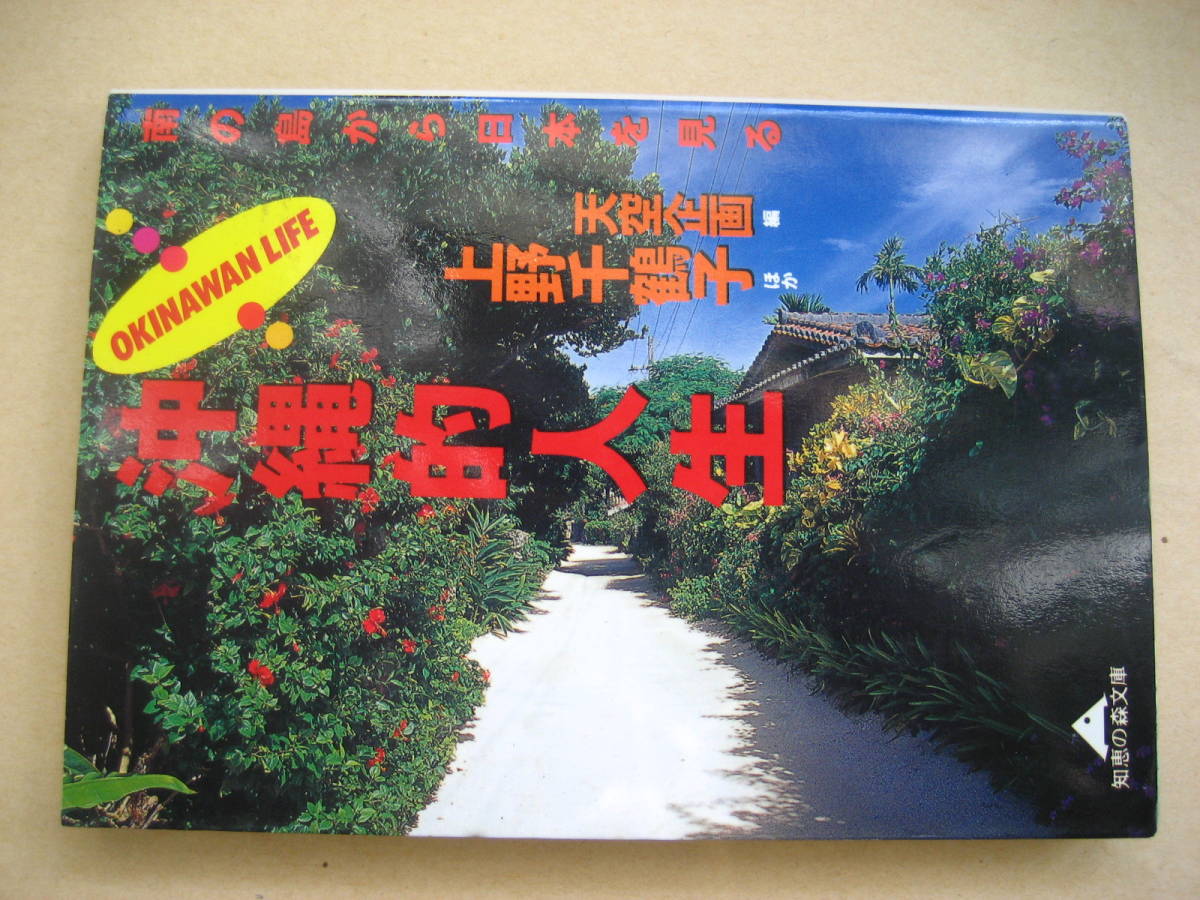 南の島から日本を見る
天空企画 編
上野千鶴子 ほか
OKINAWAN LIFE
沖縄的人生
知恵の森文庫